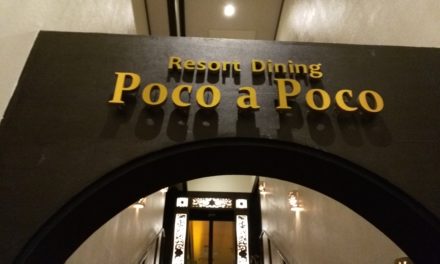 Resort Dining
Poco a Poco